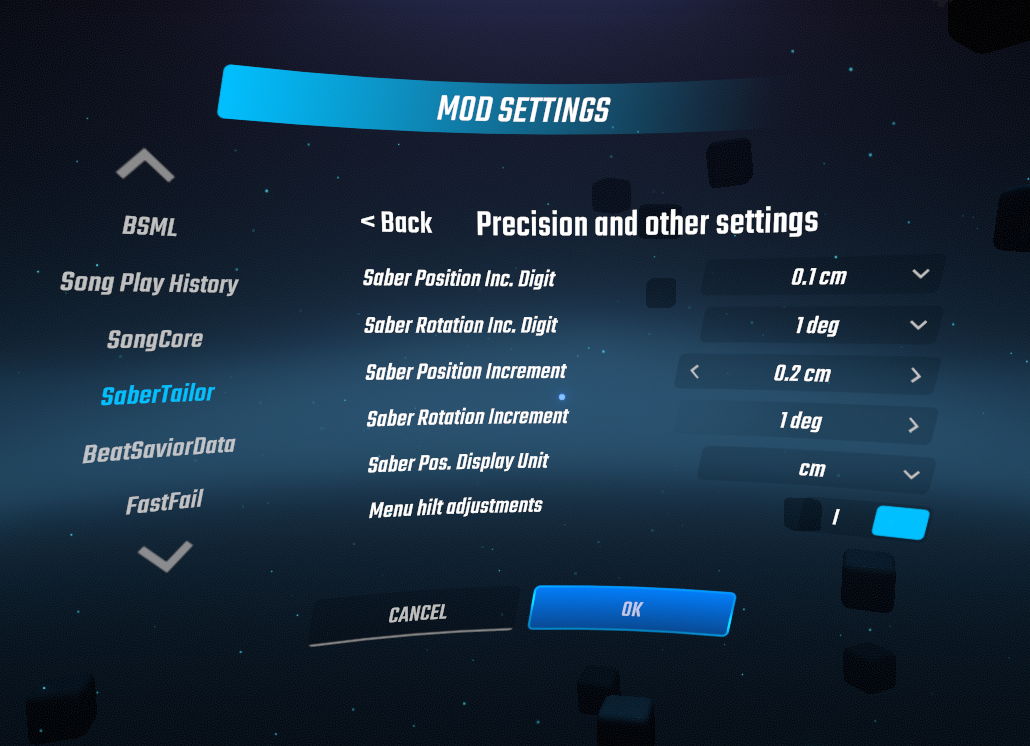 MOD SETTINGS
BSML
Song Play History
SongCore
SaberTailor
BeatSaviorData
FastFail
< Back
Precision and other settings
Saber Position Inc. Digit
0.1 cm
Saber Rotation Inc. Digit
1 deg
Saber Position Increment
< 0.2 cm >
Saber Rotation Increment
1 deg >
Saber Pos. Display Unit
cm
Menu hilt adjustments
I
CANCEL
OK